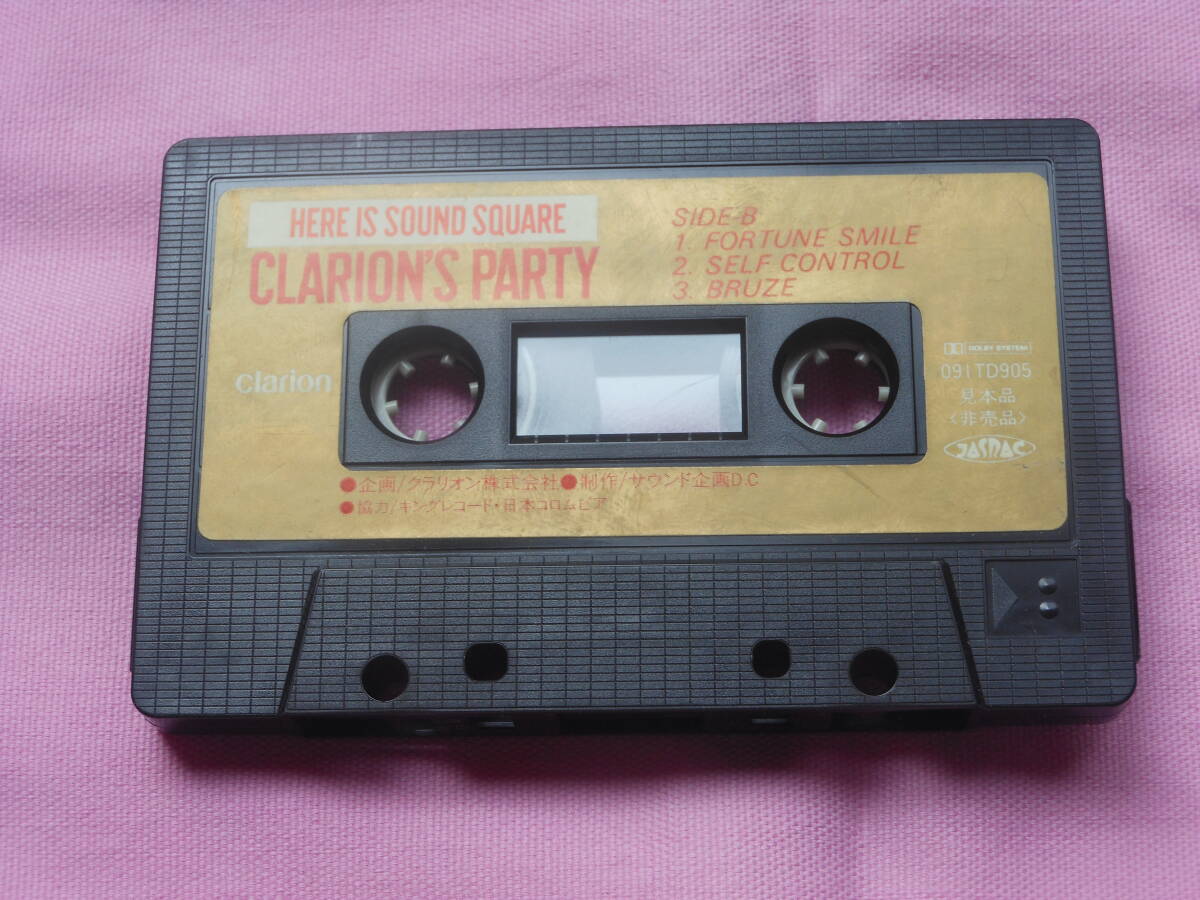 HERE IS SOUND SQUARE
CLARION'S PARTY
SIDE-B
1. FORTUNE SMILE
2. SELF CONTROL
3. BRUZE
clarion
DOLBY SYSTEM
091TD905
見本品
<非売品>
JASRAC
●企画/クラリオン株式会社●制作/サウンド企画D.C
●協力/キングレコード・日本コロムビア